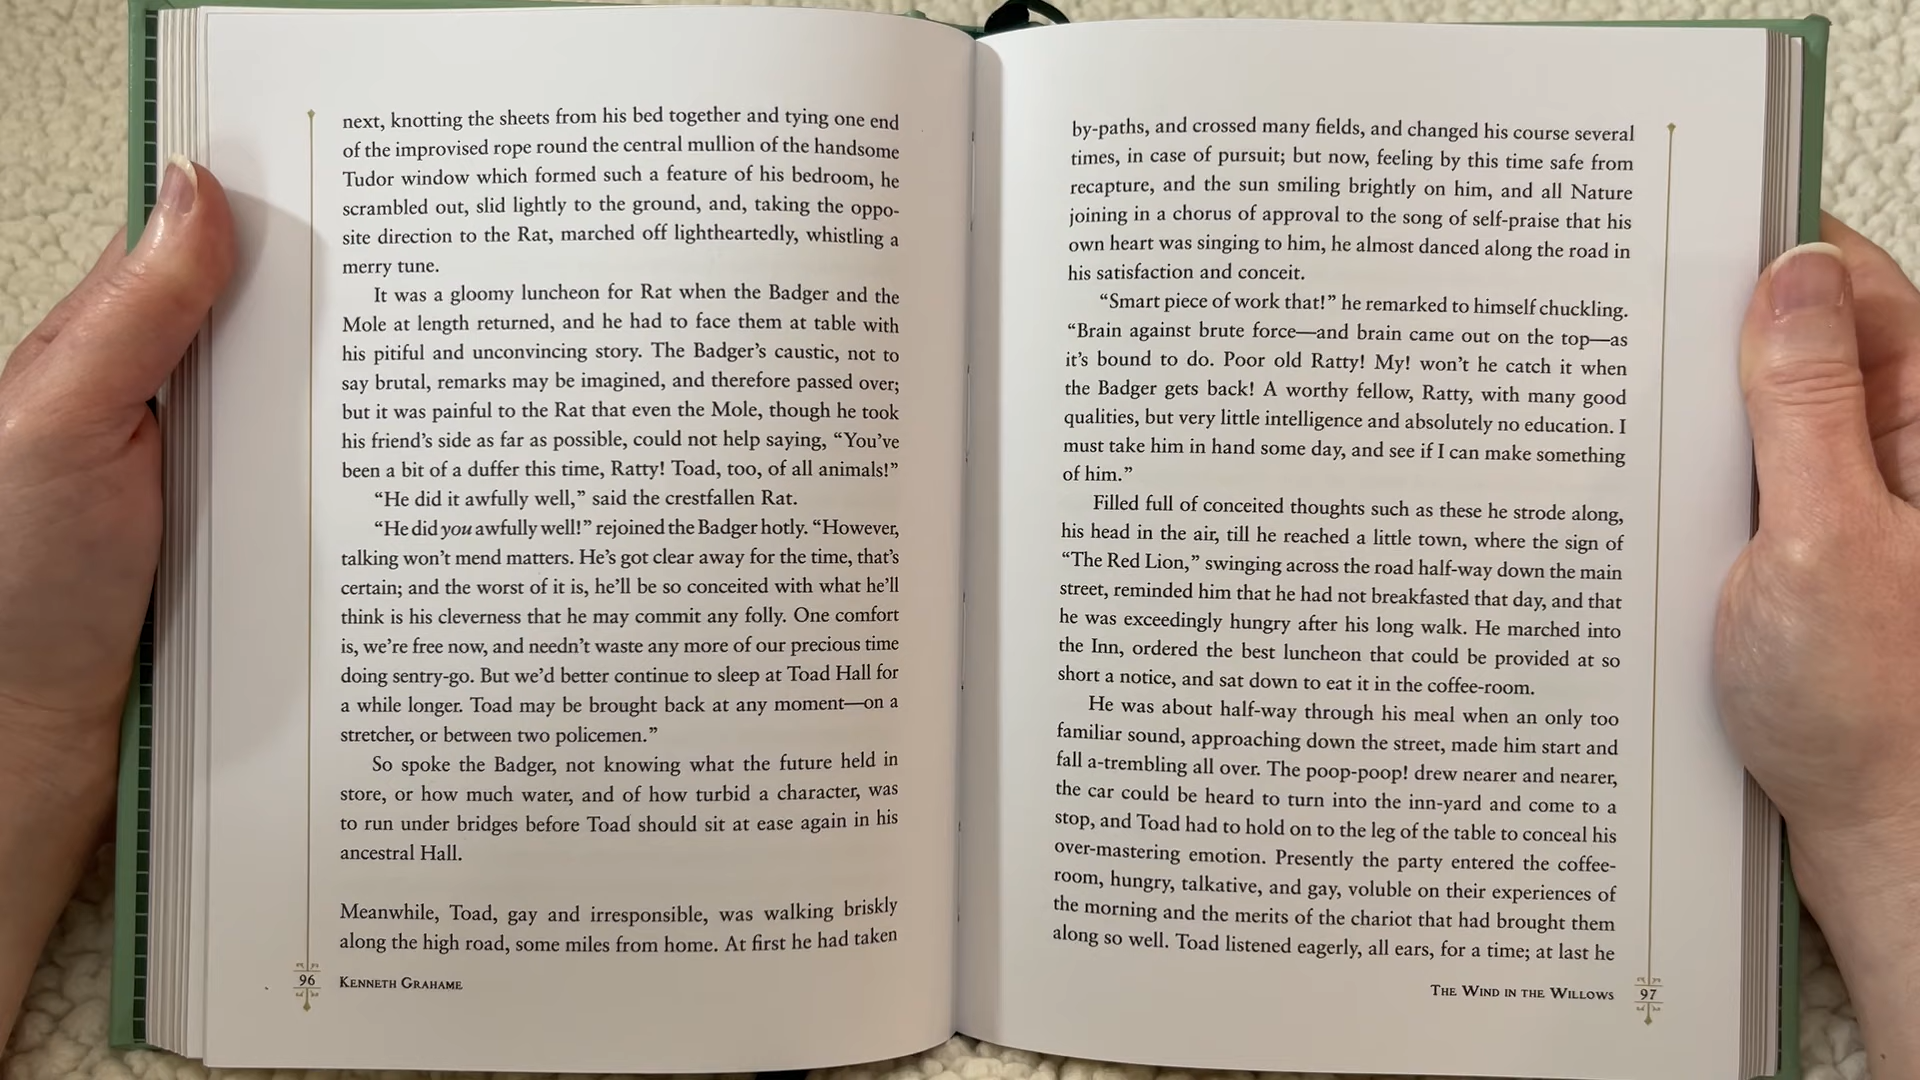 next, knotting the sheets from his bed together and tying one end
of the improvised rope round the central mullion of the handsome
Tudor window which formed such a feature of his bedroom, he
scrambled out, slid lightly to the ground, and, taking the oppo-
site direction to the Rat, marched off lightheartedly, whistling a
merry tune.
It was a gloomy luncheon for Rat when the Badger and the
Mole at length returned, and he had to face them at table with
his pitiful and unconvincing story. The Badger's caustic, not to
say brutal, remarks may be imagined, and therefore passed over;
but it was painful to the Rat that even the Mole, though he took
his friend's side as far as possible, could not help saying, “You've
been a bit of a duffer this time, Ratty! Toad, too, of all animals!”
“He did it awfully well,” said the crestfallen Rat.
“He did you awfully well!” rejoined the Badger hotly. “However,
talking won't mend matters. He's got clear away for the time, that's
certain; and the worst of it is, he'll be so conceited with what he'll
think is his cleverness that he may commit any folly. One comfort
is, we're free now, and needn't waste any more of our precious time
doing sentry-go. But we'd better continue to sleep at Toad Hall for
a while longer. Toad may be brought back at any moment—on a
stretcher, or between two policemen.”
So spoke the Badger, not knowing what the future held in
store, or how much water, and of how turbid a character, was
to run under bridges before Toad should sit at ease again in his
ancestral Hall.
Meanwhile, Toad, gay and irresponsible, was walking briskly
along the high road, some miles from home. At first he had taken
96 Kenneth Grahame
by-paths, and crossed many fields, and changed his course several
times, in case of pursuit; but now, feeling by this time safe from
recapture, and the sun smiling brightly on him, and all Nature
joining in a chorus of approval to the song of self-praise that his
own heart was singing to him, he almost danced along the road in
his satisfaction and conceit.
“Smart piece of work that!” he remarked to himself chuckling.
“Brain against brute force—and brain came out on the top—as
it's bound to do. Poor old Ratty! My! won't he catch it when
the Badger gets back! A worthy fellow, Ratty, with many good
qualities, but very little intelligence and absolutely no education. I
must take him in hand some day, and see if I can make something
of him.”
Filled full of conceited thoughts such as these he strode along,
his head in the air, till he reached a little town, where the sign of
“The Red Lion,” swinging across the road half-way down the main
street, reminded him that he had not breakfasted that day, and that
he was exceedingly hungry after his long walk. He marched into
the Inn, ordered the best luncheon that could be provided at so
short a notice, and sat down to eat it in the coffee-room.
He was about half-way through his meal when an only too
familiar sound, approaching down the street, made him start and
fall a-trembling all over. The poop-poop! drew nearer and nearer,
the car could be heard to turn into the inn-yard and come to a
stop, and Toad had to hold on to the leg of the table to conceal his
over-mastering emotion. Presently the party entered the coffee-
room, hungry, talkative, and gay, voluble on their experiences of
the morning and the merits of the chariot that had brought them
along so well. Toad listened eagerly, all ears, for a time; at last he
The Wind in the Willows 97